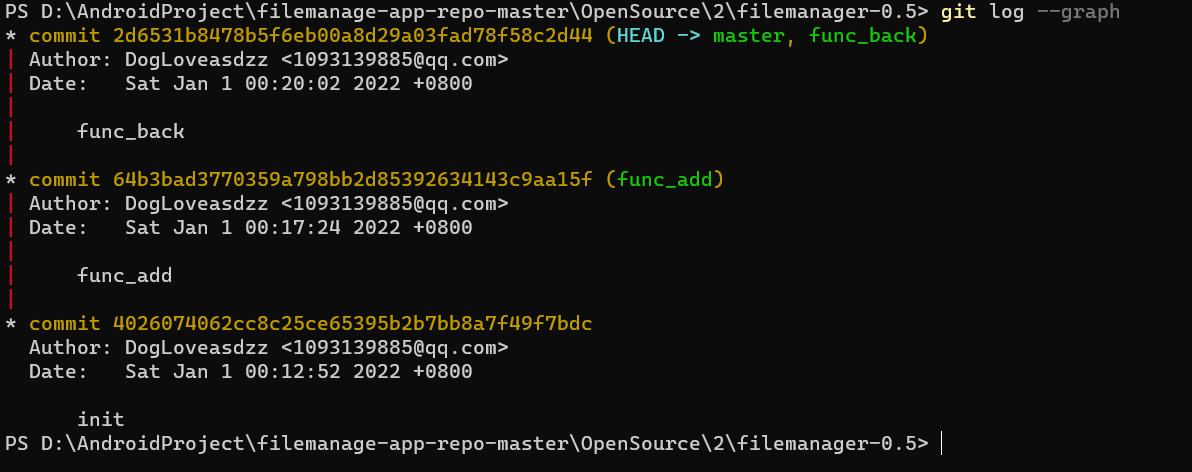 PS D:\AndroidProject\filemanage-app-repo-master\OpenSource\2\filemanager-0.5> git log --graph
* commit 2d6531b8478b5f6eb00a8d29a03fad78f58c2d44 (HEAD -> master, func_back)
| Author: DogLoveasdzz <1093139885@qq.com>
| Date:   Sat Jan 1 00:20:02 2022 +0800
|
|     func_back
|
* commit 64b3bad3770359a798bb2d85392634143c9aa15f (func_add)
| Author: DogLoveasdzz <1093139885@qq.com>
| Date:   Sat Jan 1 00:17:24 2022 +0800
|
|     func_add
|
* commit 4026074062cc8c25ce65395b2b7bb8a7f49f7bdc
  Author: DogLoveasdzz <1093139885@qq.com>
  Date:   Sat Jan 1 00:12:52 2022 +0800

      init
PS D:\AndroidProject\filemanage-app-repo-master\OpenSource\2\filemanager-0.5>